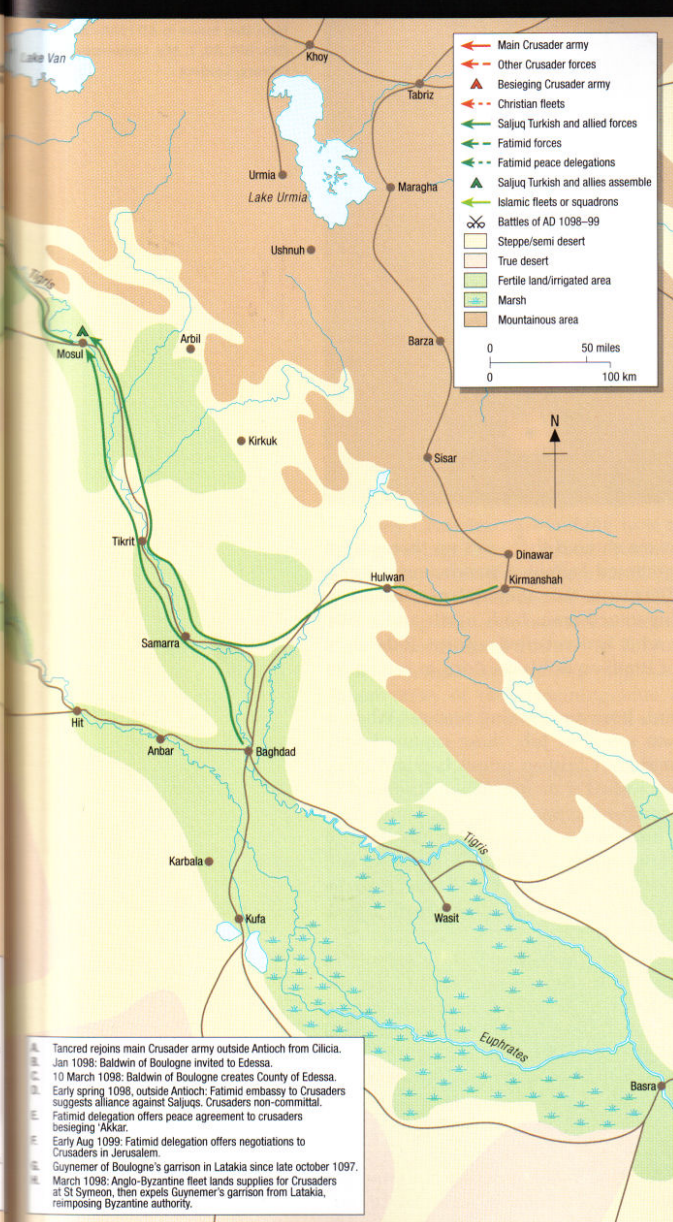 Lake Van
Khoy
Tabriz
Urmia
Lake Urmia
Maragha
Ushnuh
Tigris
Mosul
Arbil
Barza
Kirkuk
Sisar
Tikrit
Dinawar
Hulwan
Kirmanshah
Samarra
Hit
Anbar
Baghdad
Karbala
Tigris
Wasit
Kufa
Euphrates
Basra
Main Crusader army
Other Crusader forces
Besieging Crusader army
Christian fleets
Saljuq Turkish and allied forces
Fatimid forces
Fatimid peace delegations
Saljuq Turkish and allies assemble
Islamic fleets or squadrons
Battles of AD 1098–99
Steppe/semi desert
True desert
Fertile land/irrigated area
Marsh
Mountainous area
0 50 miles
0 100 km
N
A. Tancred rejoins main Crusader army outside Antioch from Cilicia.
B. Jan 1098: Baldwin of Boulogne invited to Edessa.
C. 10 March 1098: Baldwin of Boulogne creates County of Edessa.
D. Early spring 1098, outside Antioch: Fatimid embassy to Crusaders
suggests alliance against Saljuqs. Crusaders non-committal.
E. Fatimid delegation offers peace agreement to crusaders
besieging 'Akkar.
F. Early Aug 1099: Fatimid delegation offers negotiations to
Crusaders in Jerusalem.
G. Guynemer of Boulogne's garrison in Latakia since late october 1097.
H. March 1098: Anglo-Byzantine fleet lands supplies for Crusaders
at St Symeon, then expels Guynemer's garrison from Latakia,
reimposing Byzantine authority.